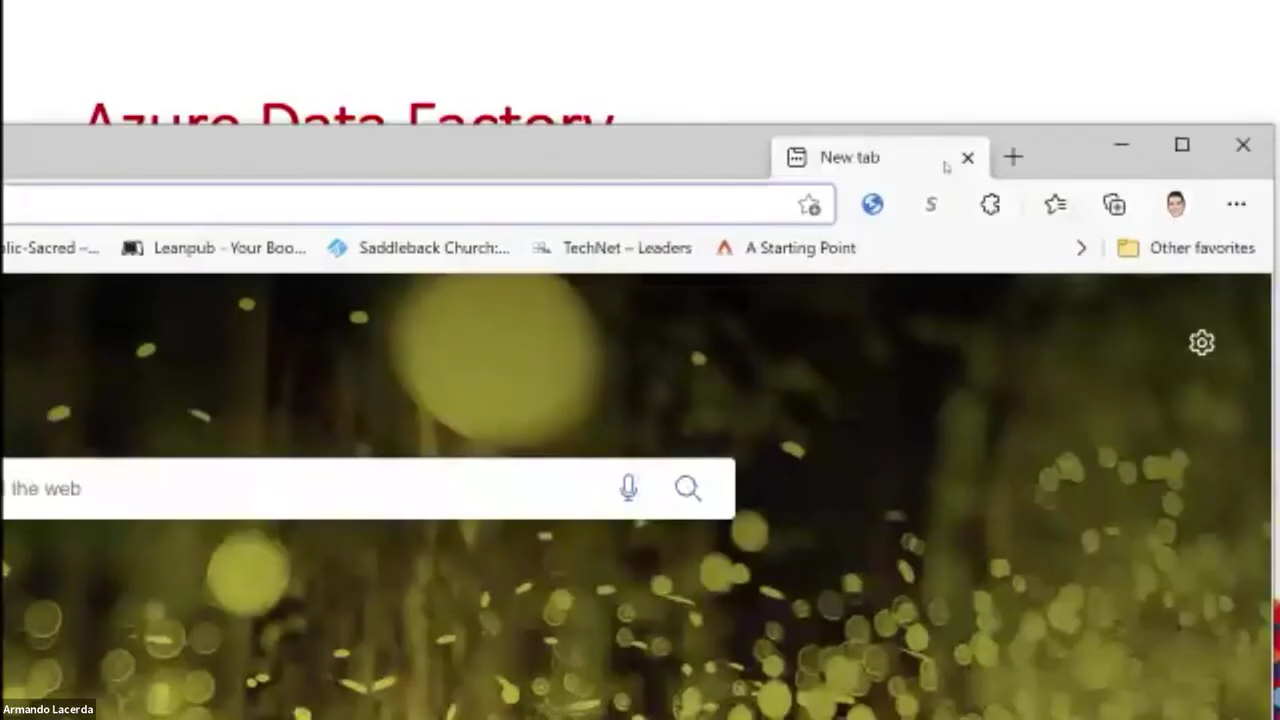 Azure Data Factory
New tab
S
lic-Sacred –...
Leanpub - Your Boo...
Saddleback Church:...
TechNet – Leaders
A Starting Point
Other favorites
the web
Armando Lacerda